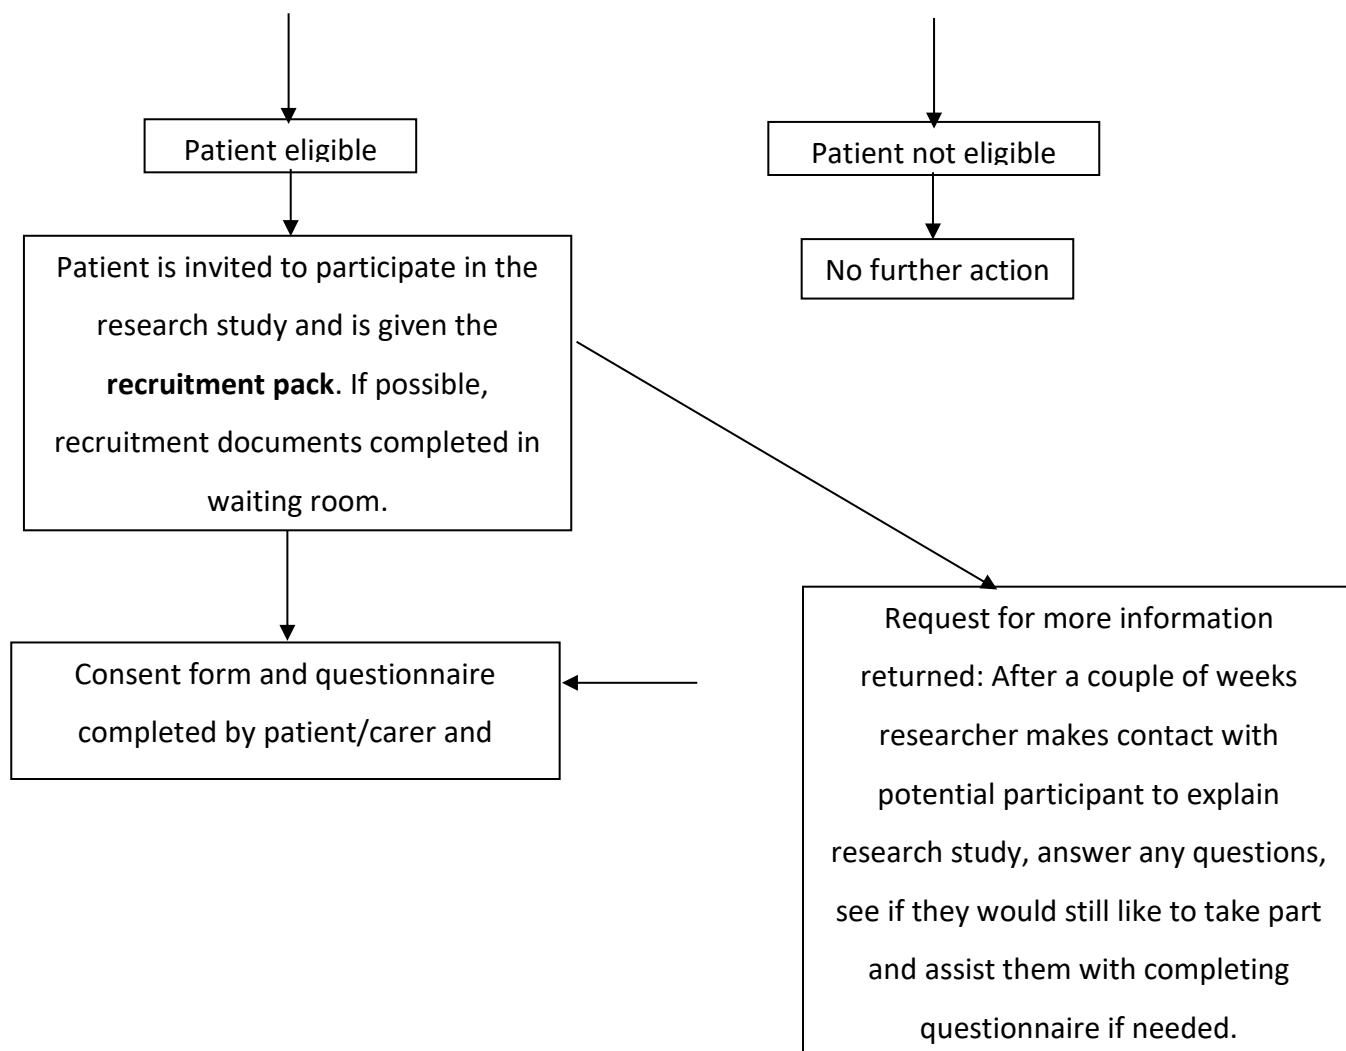 Patient eligible
Patient not eligible
Patient is invited to participate in the
research study and is given the
recruitment pack. If possible,
recruitment documents completed in
waiting room.
No further action
Consent form and questionnaire
completed by patient/carer and
Request for more information
returned: After a couple of weeks
researcher makes contact with
potential participant to explain
research study, answer any questions,
see if they would still like to take part
and assist them with completing
questionnaire if needed.